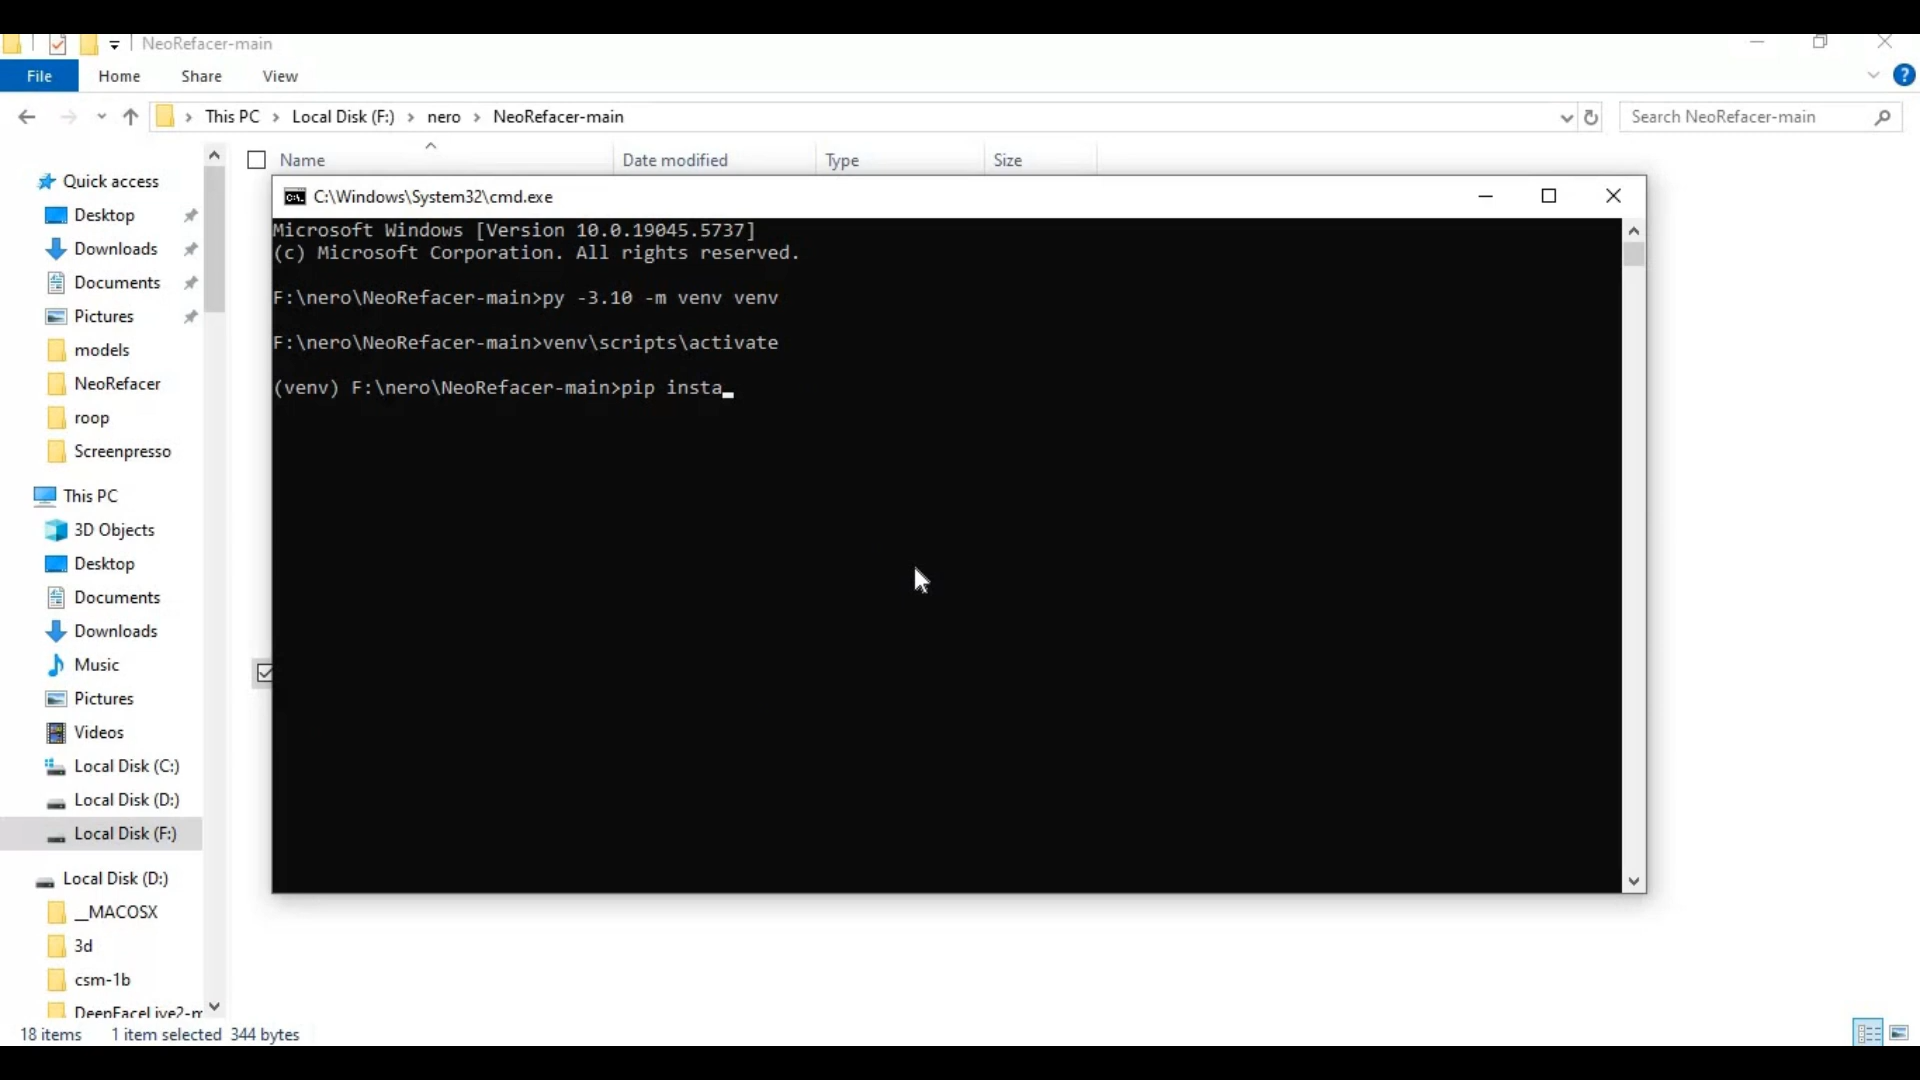 NeoRefacer-main
File Home Share View
This PC > Local Disk (F:) > nero > NeoRefacer-main
Search NeoRefacer-main
Name Date modified Type Size
Quick access
Desktop
Downloads
Documents
Pictures
models
NeoRefacer
roop
Screenpresso
This PC
3D Objects
Desktop
Documents
Downloads
Music
Pictures
Videos
Local Disk (C:)
Local Disk (D:)
Local Disk (F:)
Local Disk (D:)
__MACOSX
3d
csm-1b
DeepFaceLive2-m
C:\Windows\System32\cmd.exe
Microsoft Windows [Version 10.0.19045.5737]
(c) Microsoft Corporation. All rights reserved.
F:\nero\NeoRefacer-main>py -3.10 -m venv venv
F:\nero\NeoRefacer-main>venv\scripts\activate
(venv) F:\nero\NeoRefacer-main>pip insta_
18 items 1 item selected 344 bytes